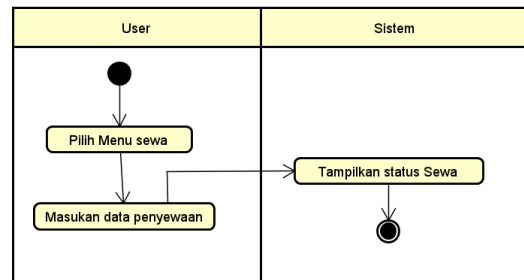 User
Sistem
Pilih Menu sewa
Masukan data penyewaan
Tampilkan status Sewa